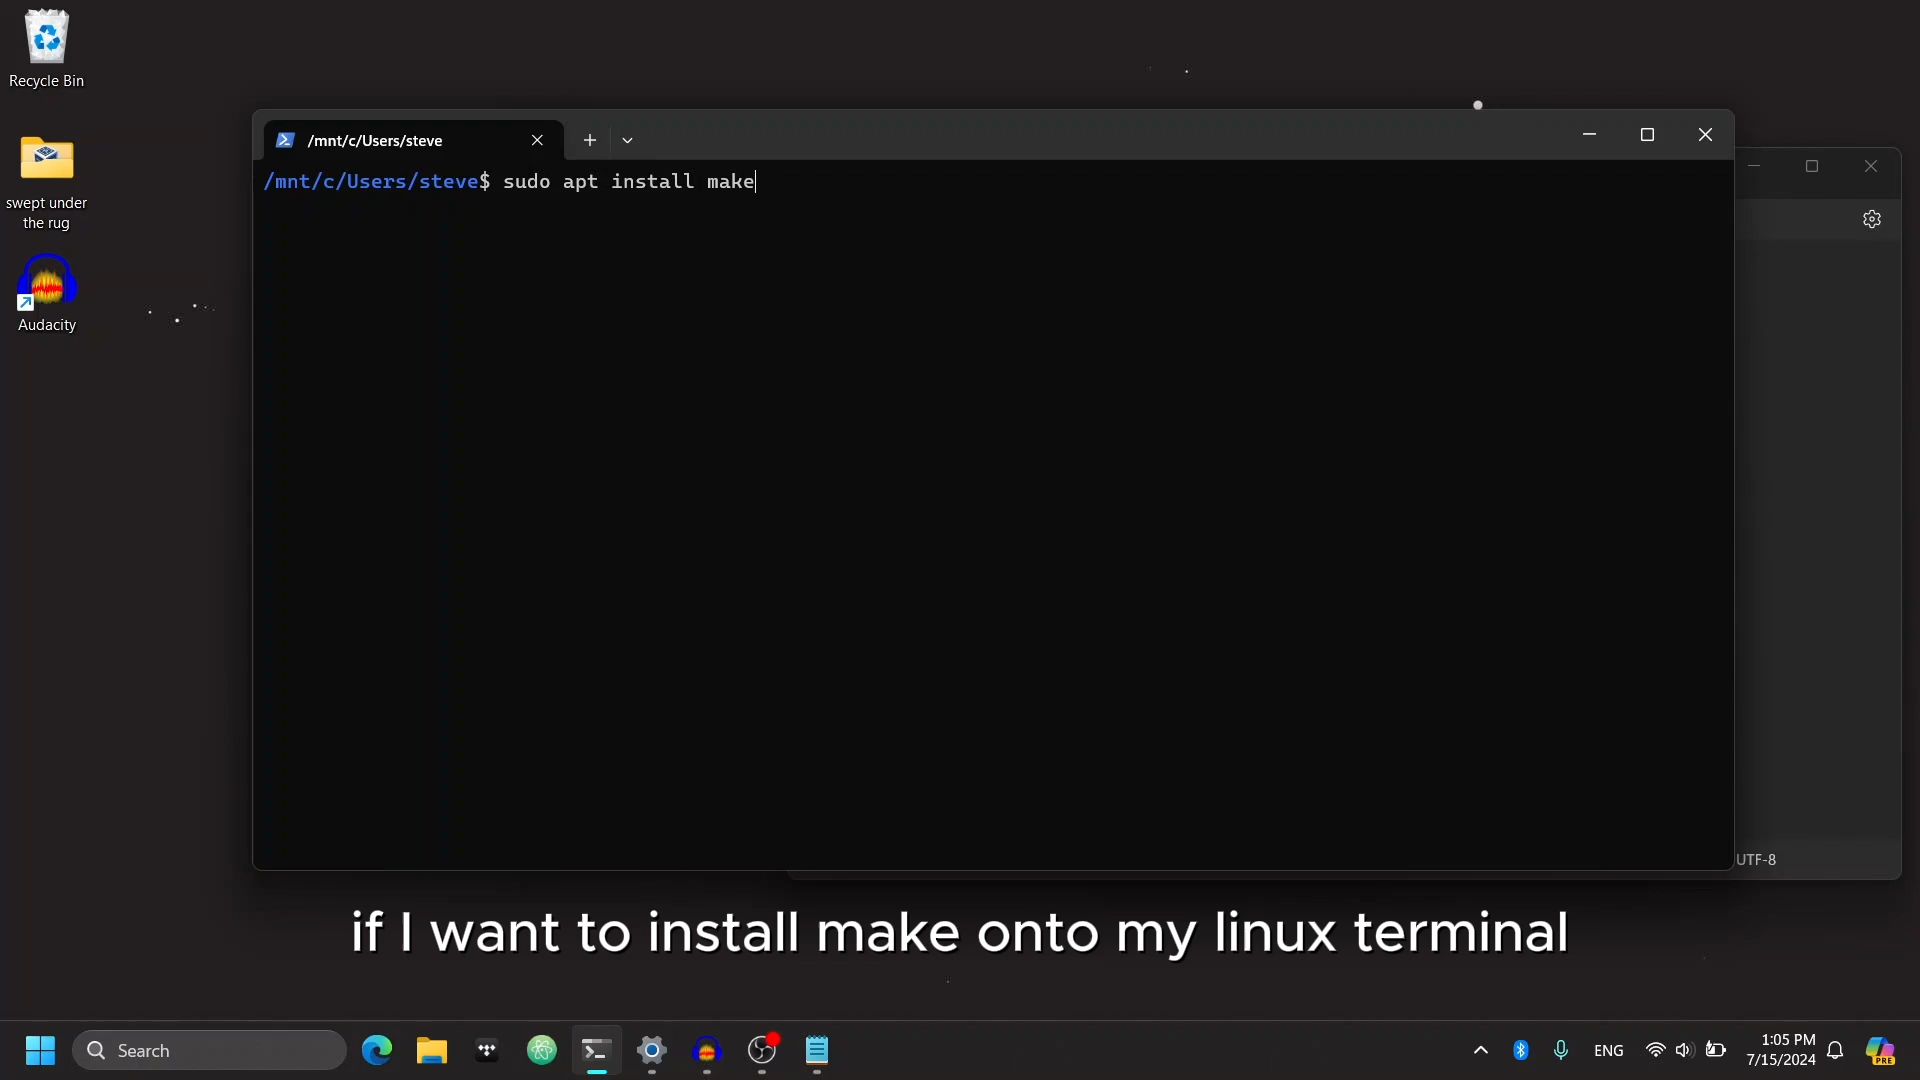 Recycle Bin
swept under
the rug
Audacity
/mnt/c/Users/steve
/mnt/c/Users/steve$ sudo apt install make
UTF-8
if I want to install make onto my linux terminal
Search
ENG
1:05 PM
7/15/2024
PRE